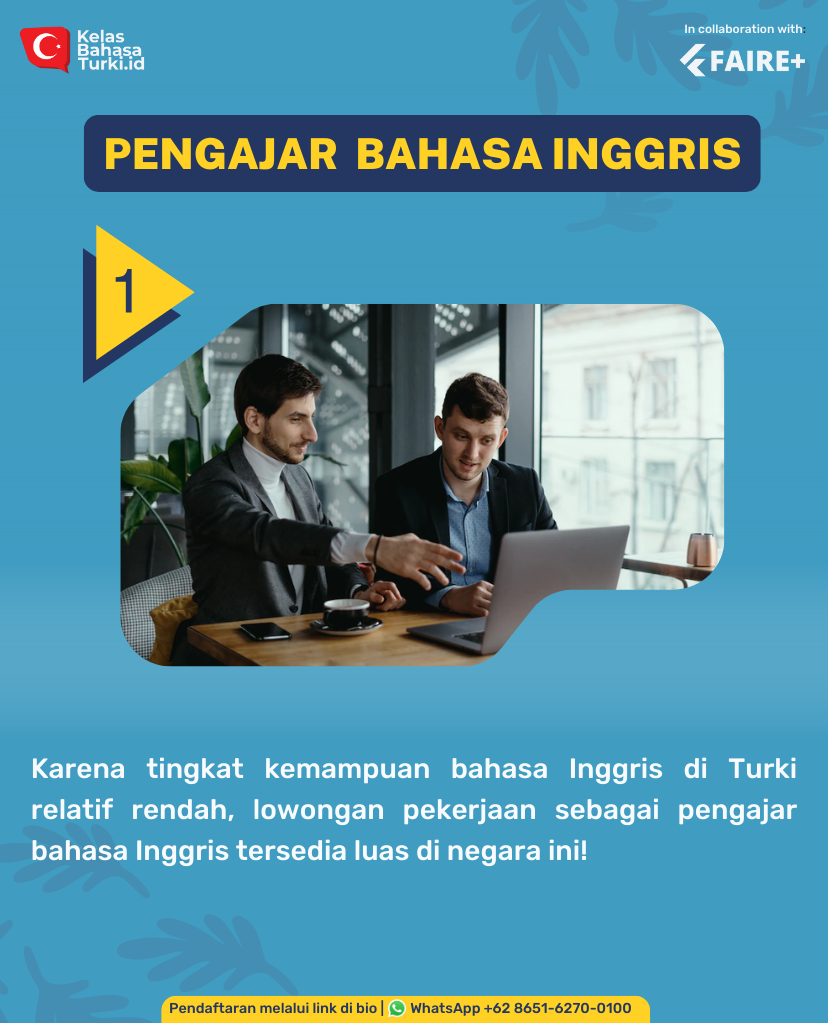 Kelas
Bahasa
Turki.id
In collaboration with:
FAIRE+
PENGAJAR BAHASA INGGRIS
1
Karena tingkat kemampuan bahasa Inggris di Turki
relatif rendah, lowongan pekerjaan sebagai pengajar
bahasa Inggris tersedia luas di negara ini!
Pendaftaran melalui link di bio | WhatsApp +62 8651-6270-0100